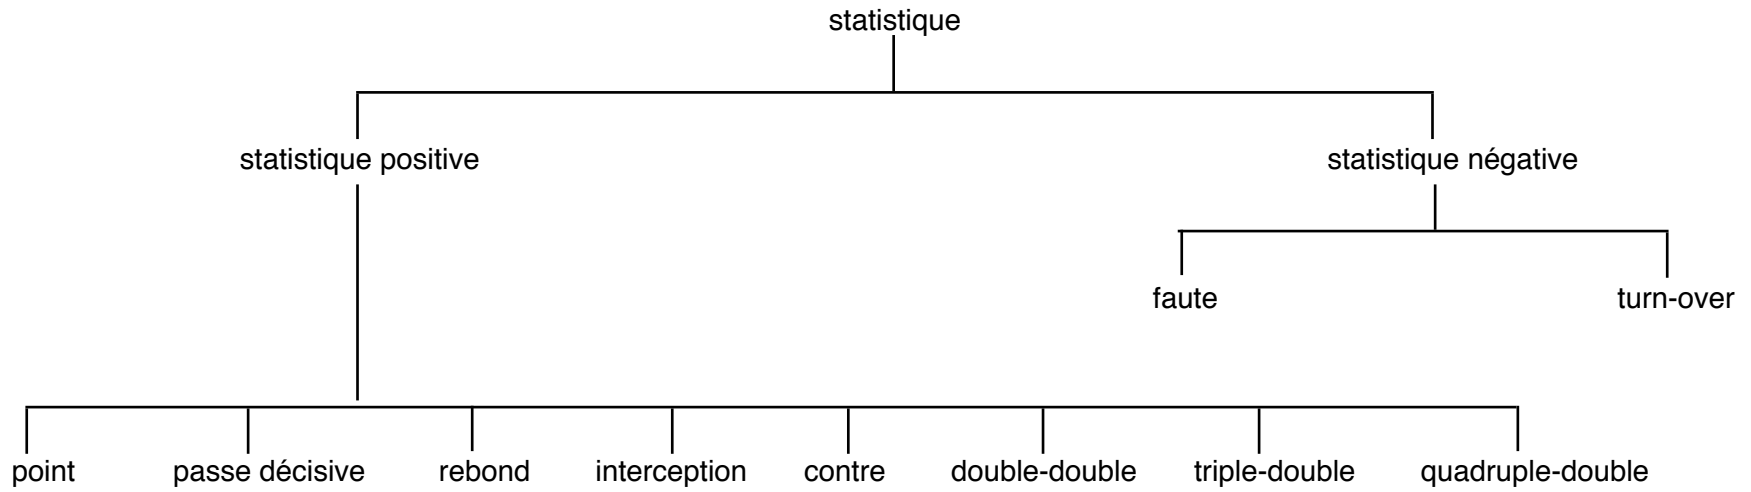 statistique
statistique positive statistique négative
faute turn-over
point passe décisive rebond interception contre double-double triple-double quadruple-double